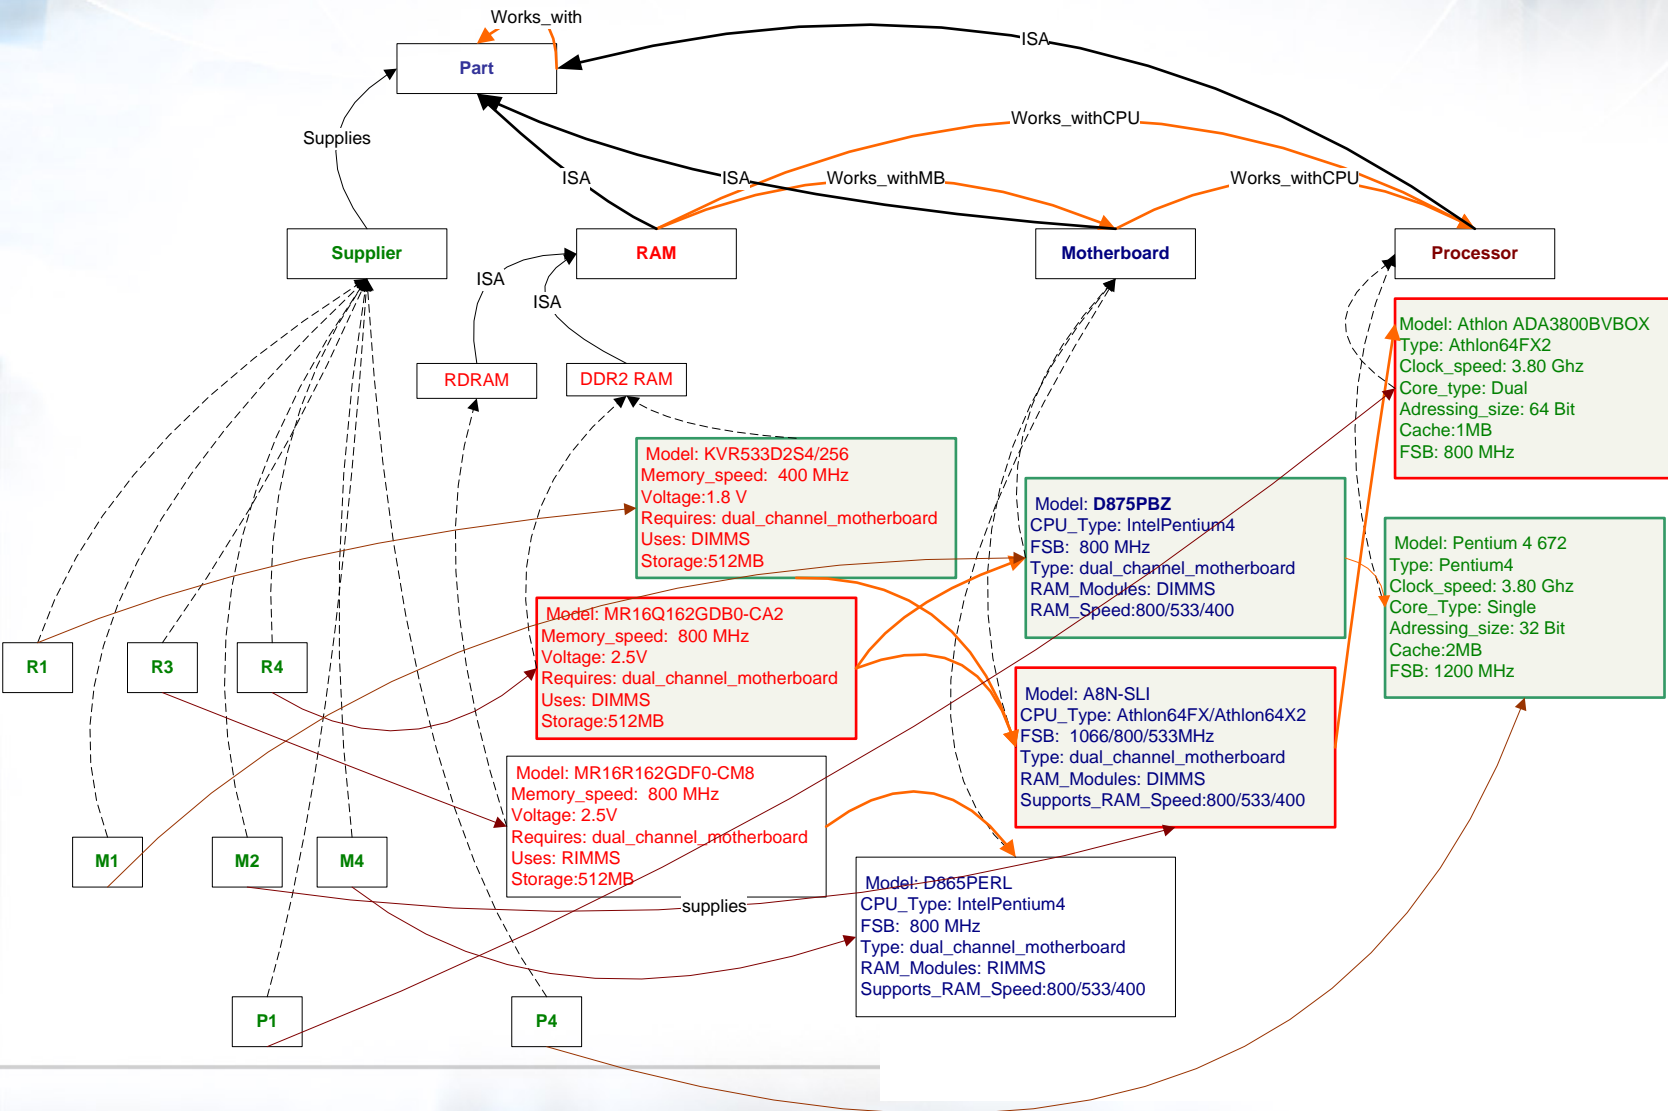 Works_with
ISA
Part
Works_withCPU
Supplies
ISA
ISA
Works_withMB
Works_withCPU
Supplier
RAM
Motherboard
Processor
ISA
ISA
RDRAM
DDR2 RAM
Model: Athlon ADA3800BVBOX
Type: Athlon64FX2
Clock_speed: 3.80 Ghz
Core_type: Dual
Adressing_size: 64 Bit
Cache:1MB
FSB: 800 MHz
Model: KVR533D2S4/256
Memory_speed: 400 MHz
Voltage:1.8 V
Requires: dual_channel_motherboard
Uses: DIMMS
Storage:512MB
Model: D875PBZ
CPU_Type: IntelPentium4
FSB: 800 MHz
Type: dual_channel_motherboard
RAM_Modules: DIMMS
RAM_Speed:800/533/400
Model: Pentium 4 672
Type: Pentium4
Clock_speed: 3.80 Ghz
Core_Type: Single
Adressing_size: 32 Bit
Cache:2MB
FSB: 1200 MHz
Model: MR16Q162GDB0-CA2
Memory_speed: 800 MHz
Voltage: 2.5V
Requires: dual_channel_motherboard
Uses: DIMMS
Storage:512MB
R1
R3
R4
Model: A8N-SLI
CPU_Type: Athlon64FX/Athlon64X2
FSB: 1066/800/533MHz
Type: dual_channel_motherboard
RAM_Modules: DIMMS
Supports_RAM_Speed:800/533/400
Model: MR16R162GDF0-CM8
Memory_speed: 800 MHz
Voltage: 2.5V
Requires: dual_channel_motherboard
Uses: RIMMS
Storage:512MB
M1
M2
M4
supplies
Model: D865PERL
CPU_Type: IntelPentium4
FSB: 800 MHz
Type: dual_channel_motherboard
RAM_Modules: RIMMS
Supports_RAM_Speed:800/533/400
P1
P4